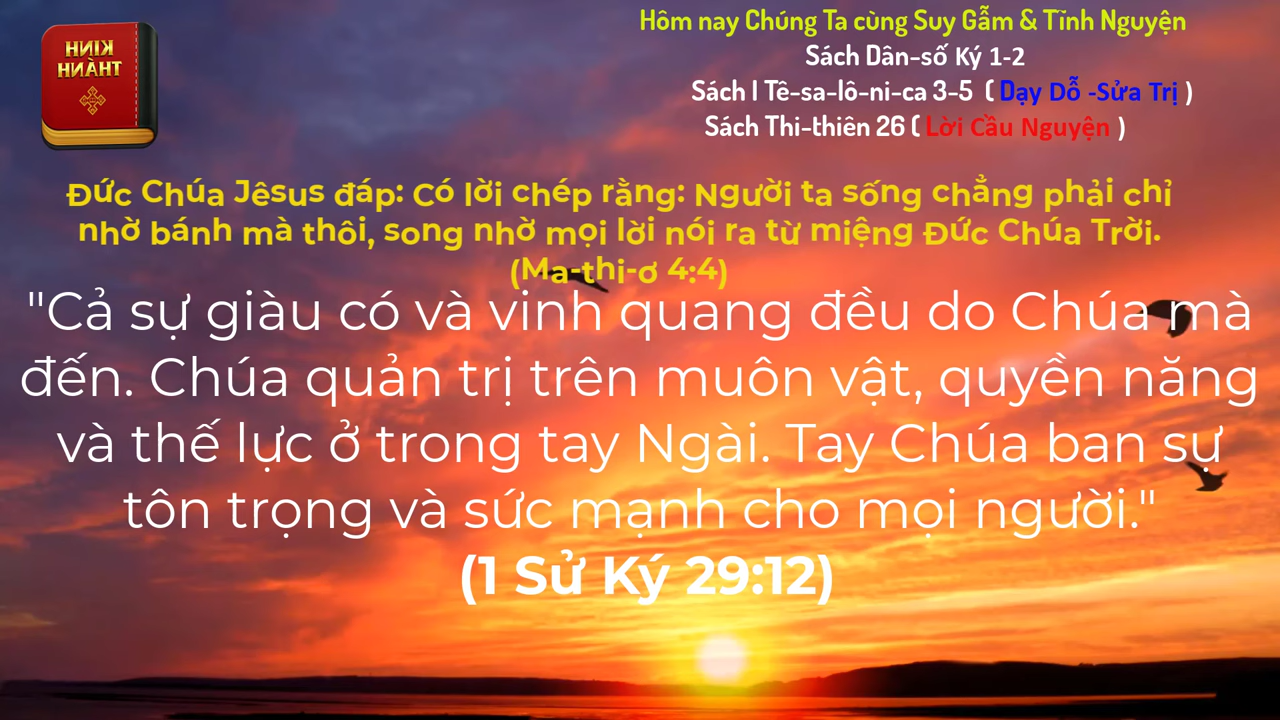 KINH
THÀNH
Hôm nay Chúng Ta cùng Suy Gẫm & Tĩnh Nguyện
Sách Dân-số Ký 1-2
Sách I Tê-sa-lô-ni-ca 3-5 ( Dạy Dỗ -Sửa Trị )
Sách Thi-thiên 26 ( Lời Cầu Nguyện )
Đức Chúa Jêsus đáp: Có lời chép rằng: Người ta sống chẳng phải chỉ
nhờ bánh mà thôi, song nhờ mọi lời nói ra từ miệng Đức Chúa Trời.
(Ma-thi-ơ 4:4)
"Cả sự giàu có và vinh quang đều do Chúa mà
đến. Chúa quản trị trên muôn vật, quyền năng
và thế lực ở trong tay Ngài. Tay Chúa ban sự
tôn trọng và sức mạnh cho mọi người."
(1 Sử Ký 29:12)